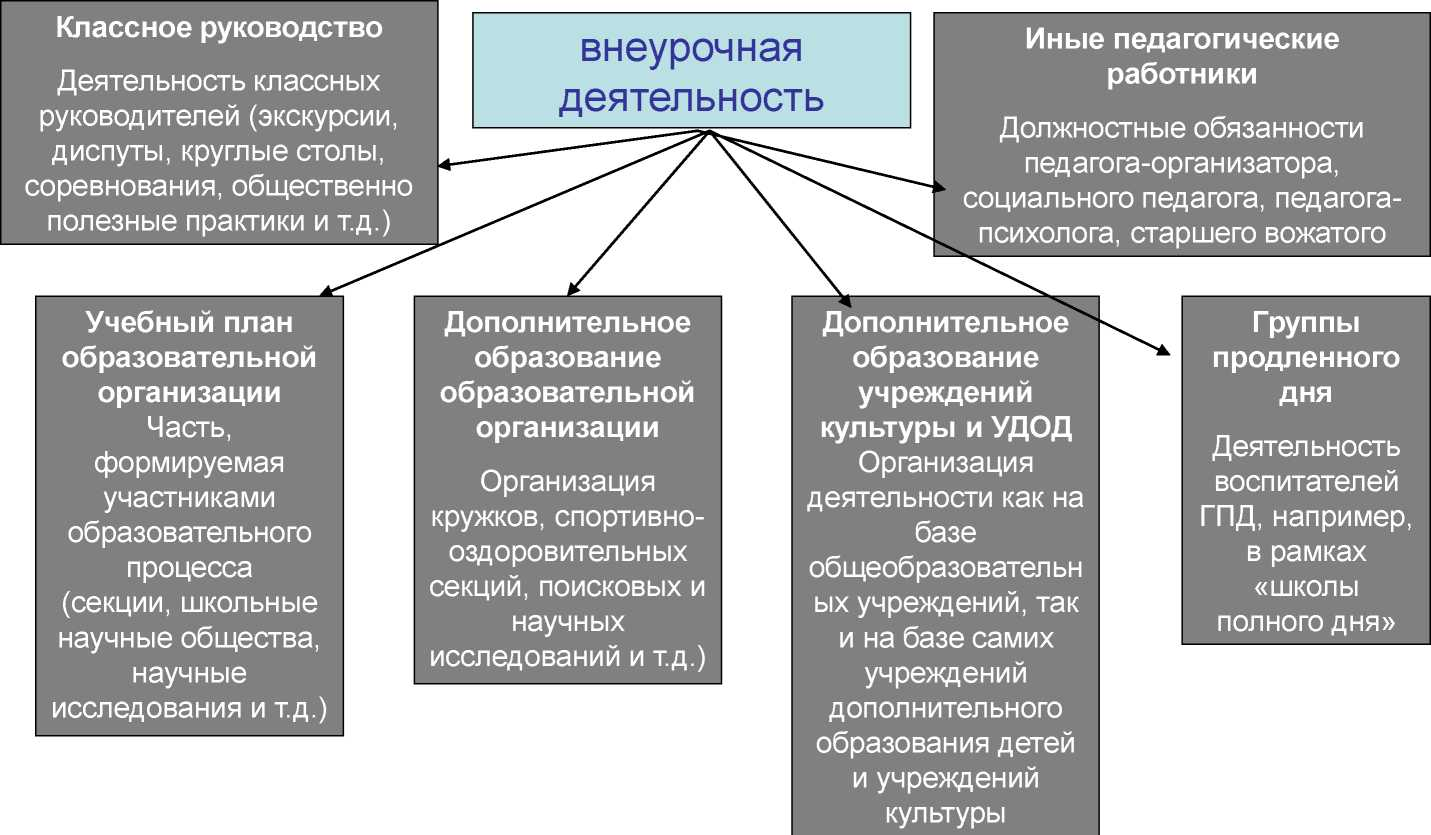 Классное руководство
Деятельность классных
руководителей (экскурсии,
диспуты, круглые столы,
соревнования, общественно
полезные практики и т.д.)
внеурочная
деятельность
Иные педагогические
работники
Должностные обязанности
педагога-организатора,
социального педагога, педагога-
психолога, старшего вожатого
Учебный план
образовательной
организации
Часть,
формируемая
участниками
образовательного
процесса
(секции, школьные
научные общества,
научные
исследования и т.д.)
Дополнительное
образование
образовательной
организации
Организация
кружков, спортивно-
оздоровительных
секций, поисковых и
научных
исследований и т.д.)
Дополнительное
образование
учреждений
культуры и УДОД
Организация
деятельности как на
базе
общеобразовательн
ых учреждений, так
и на базе самих
учреждений
дополнительного
образования детей
и учреждений
культуры
Группы
продленного
дня
Деятельность
воспитателей
ГПД, например,
в рамках
«школы
полного дня»